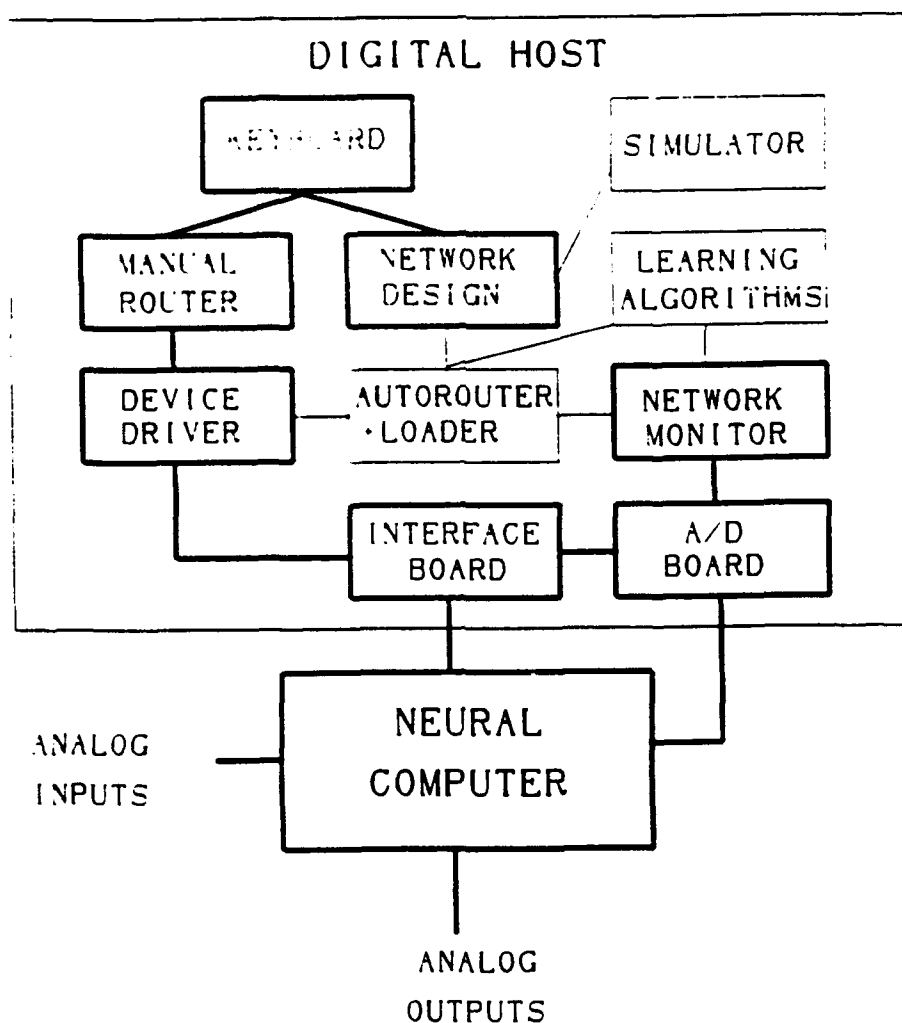 DIGITAL HOST
KEYBOARD
SIMULATOR
MANUAL
ROUTER
NETWORK
DESIGN
LEARNING
ALGORITHMS
DEVICE
DRIVER
AUTOROUTER
·LOADER
NETWORK
MONITOR
INTERFACE
BOARD
A/D
BOARD
NEURAL
COMPUTER
ANALOG
INPUTS
ANALOG
OUTPUTS